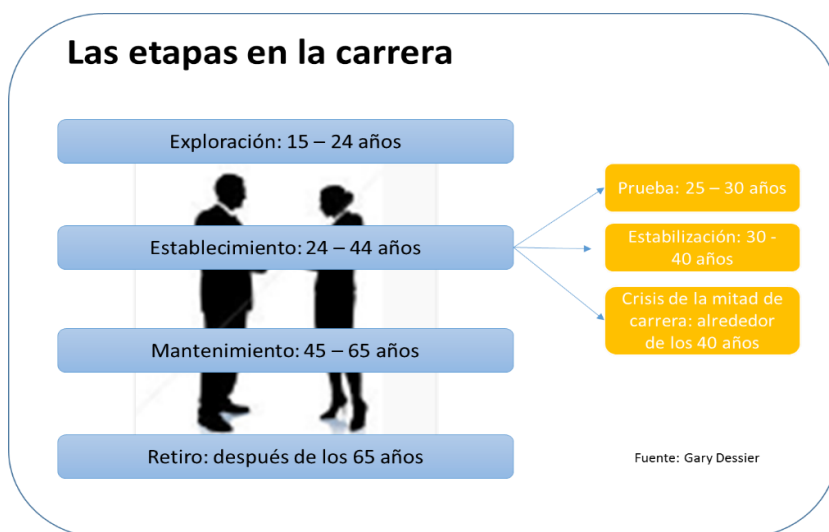 Las etapas en la carrera
Exploración: 15 – 24 años
Establecimiento: 24 – 44 años
Prueba: 25 – 30 años
Estabilización: 30 -
40 años
Crisis de la mitad de
carrera: alrededor
de los 40 años
Mantenimiento: 45 – 65 años
Retiro: después de los 65 años
Fuente: Gary Dessier